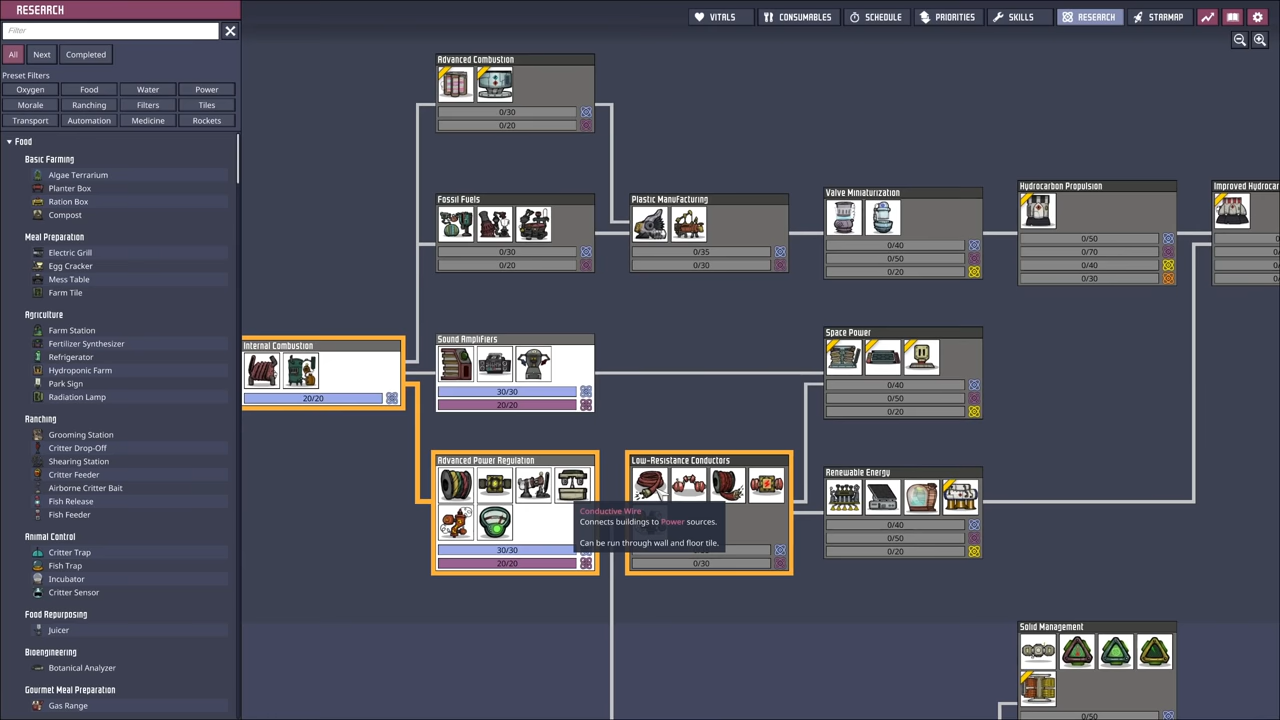 RESEARCH
VITALS
CONSUMABLES
SCHEDULE
PRIORITIES
SKILLS
RESEARCH
STARMAP
Filter
All
Next
Completed
Preset Filters
Oxygen
Food
Water
Power
Morale
Ranching
Filters
Tiles
Transport
Automation
Medicine
Rockets
Food
Basic Farming
Algae Terrarium
Planter Box
Ration Box
Compost
Meal Preparation
Electric Grill
Egg Cracker
Mess Table
Farm Tile
Agriculture
Farm Station
Fertilizer Synthesizer
Refrigerator
Hydroponic Farm
Park Sign
Radiation Lamp
Ranching
Grooming Station
Critter Drop-Off
Shearing Station
Critter Feeder
Airborne Critter Bait
Fish Release
Fish Feeder
Animal Control
Critter Trap
Fish Trap
Incubator
Critter Sensor
Food Repurposing
Juicer
Bioengineering
Botanical Analyzer
Gourmet Meal Preparation
Gas Range
Advanced Combustion
0/30
0/20
Fossil Fuels
0/30
0/20
Plastic Manufacturing
0/35
0/30
Valve Miniaturization
0/40
0/50
0/20
Hydrocarbon Propulsion
0/50
0/70
0/40
0/30
Improved Hydrocar
Internal Combustion
20/20
Sound Amplifiers
30/30
20/20
Space Power
0/40
0/50
0/20
Advanced Power Regulation
30/30
20/20
Low-Resistance Conductors
0/30
Conductive Wire
Connects buildings to Power sources.
Can be run through wall and floor tile.
Renewable Energy
0/40
0/50
0/20
Solid Management
0/50